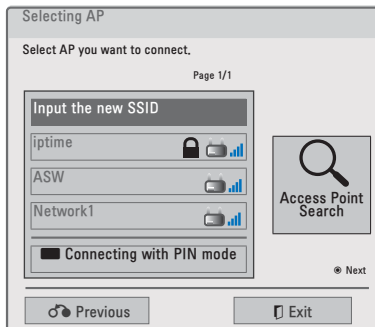 Selecting AP
Select AP you want to connect.
Page 1/1
Input the new SSID
iptime
ASW
Network1
Connecting with PIN mode
Access Point
Search
Next
Previous
Exit